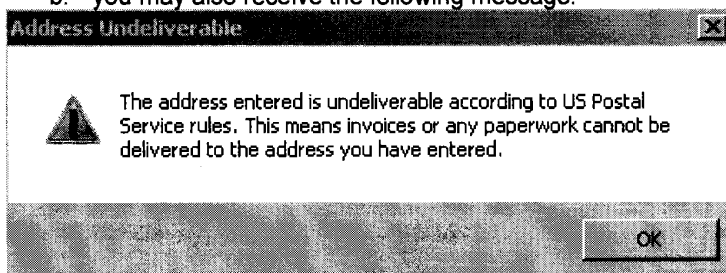 b. you may also receive the following message:
Address Undeliverable
The address entered is undeliverable according to US Postal
Service rules. This means invoices or any paperwork cannot be
delivered to the address you have entered.
OK